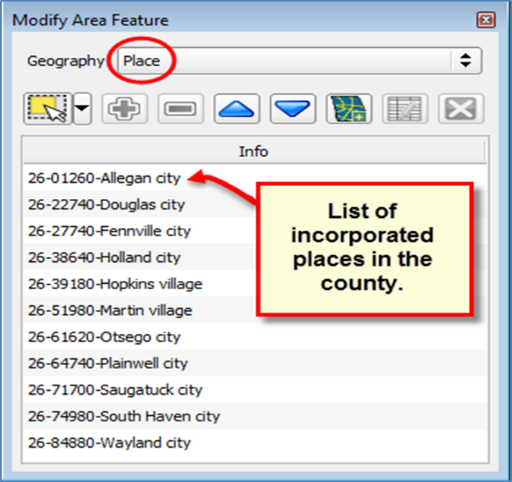 Modify Area Feature
Geography
Place
Info
26-01260-Allegan city
26-22740-Douglas city
26-27740-Fennville city
26-38640-Holland city
26-39180-Hopkins village
26-51980-Martin village
26-61620-Otsego city
26-64740-Plainwell city
26-71700-Saugatuck city
26-74980-South Haven city
26-84880-Wayland city
List of
incorporated
places in the
county.